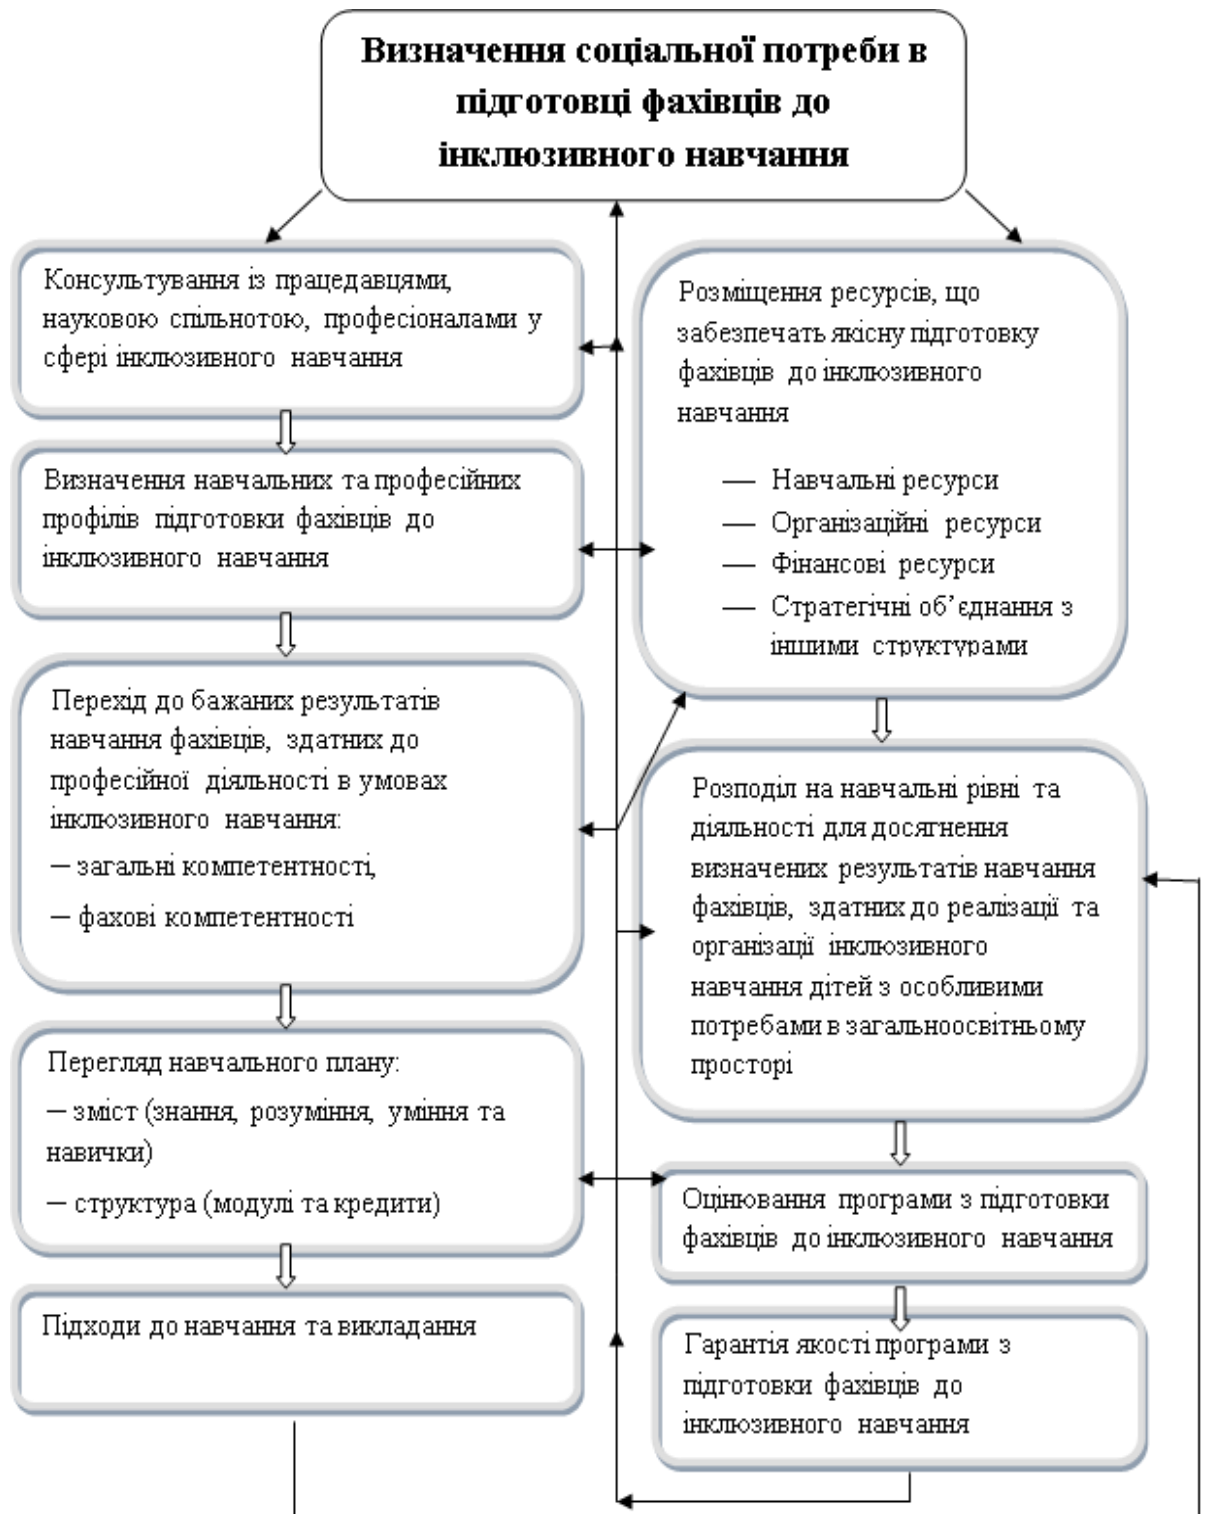 Визначення соціальної потреби в
підготовці фахівців до
інклюзивного навчання
Консультування із працедавцями,
науковою спільнотою, професіоналами у
сфері інклюзивного навчання
Визначення навчальних та професійних
профілів підготовки фахівців до
інклюзивного навчання
Перехід до бажаних результатів
навчання фахівців, здатних до
професійної діяльності в умовах
інклюзивного навчання:
— загальні компетентності,
— фахові компетентності
Перегляд навчального плану:
— зміст (знання, розуміння, уміння та
навички)
— структура (модулі та кредити)
Підходи до навчання та викладання
Розміщення ресурсів, що
забезпечать якісну підготовку
фахівців до інклюзивного
навчання
— Навчальні ресурси
— Організаційні ресурси
— Фінансові ресурси
— Стратегічні об’єднання з
іншими структурами
Розподіл на навчальні рівні та
діяльності для досягнення
визначених результатів навчання
фахівців, здатних до реалізації та
організації інклюзивного
навчання дітей з особливими
потребами в загальноосвітньому
просторі
Оцінювання програми з підготовки
фахівців до інклюзивного навчання
Гарантія якості програми з
підготовки фахівців до
інклюзивного навчання